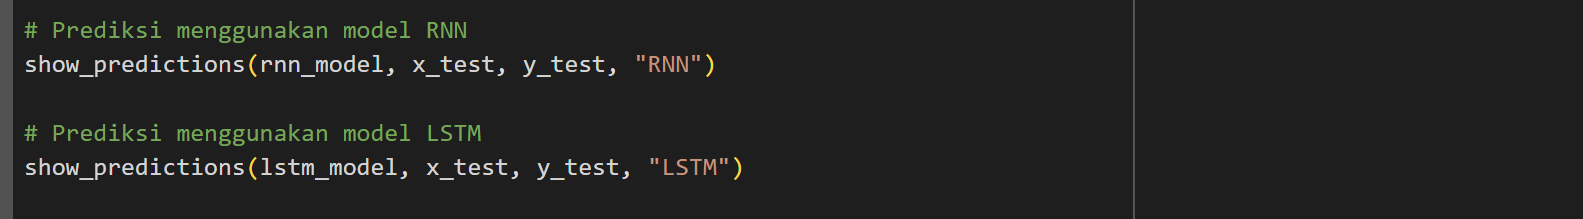 # Prediksi menggunakan model RNN
show_predictions(rnn_model, x_test, y_test, "RNN")
# Prediksi menggunakan model LSTM
show_predictions(lstm_model, x_test, y_test, "LSTM")